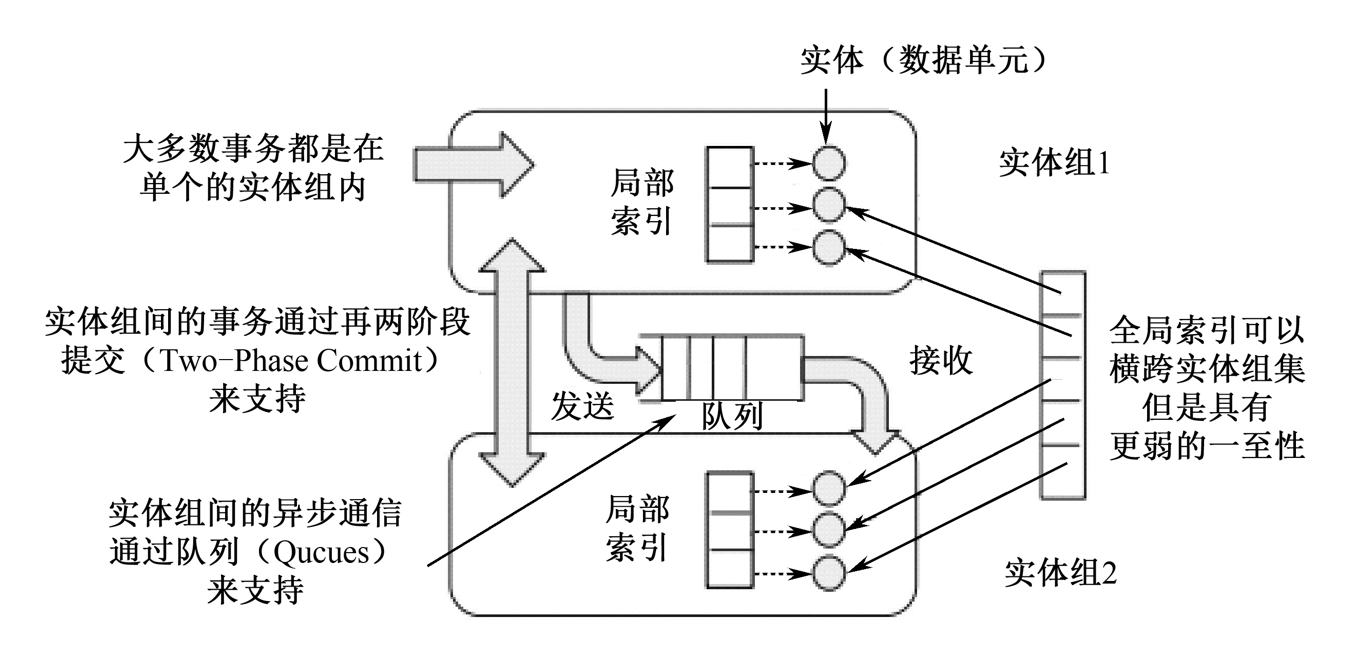 实体（数据单元）
大多数事务都是在
单个的实体组内
局部
索引
实体组1
实体组间的事务通过再两阶段
提交（Two-Phase Commit）
来支持
发送
队列
接收
全局索引可以
横跨实体组集
但是具有
更弱的一至性
实体组间的异步通信
通过队列（Qucues）
来支持
局部
索引
实体组2